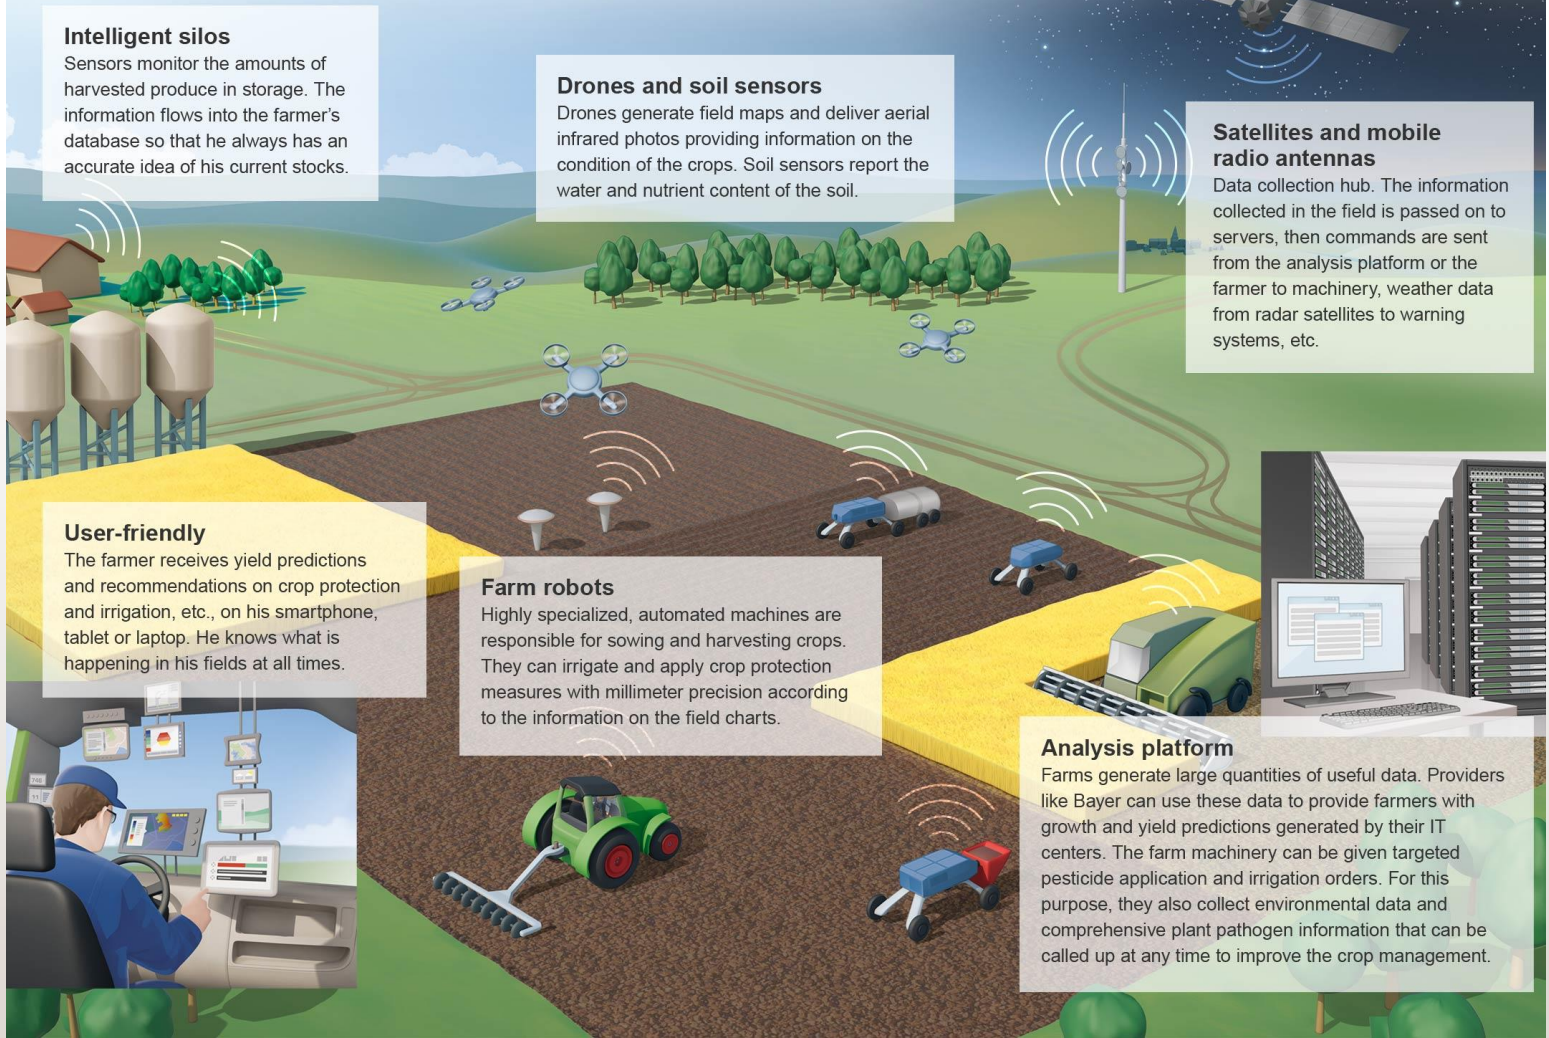 Intelligent silos
Sensors monitor the amounts of
harvested produce in storage. The
information flows into the farmer's
database so that he always has an
accurate idea of his current stocks.
Drones and soil sensors
Drones generate field maps and deliver aerial
infrared photos providing information on the
condition of the crops. Soil sensors report the
water and nutrient content of the soil.
Satellites and mobile
radio antennas
Data collection hub. The information
collected in the field is passed on to
servers, then commands are sent
from the analysis platform or the
farmer to machinery, weather data
from radar satellites to warning
systems, etc.
User-friendly
The farmer receives yield predictions
and recommendations on crop protection
and irrigation, etc., on his smartphone,
tablet or laptop. He knows what is
happening in his fields at all times.
Farm robots
Highly specialized, automated machines are
responsible for sowing and harvesting crops.
They can irrigate and apply crop protection
measures with millimeter precision according
to the information on the field charts.
Analysis platform
Farms generate large quantities of useful data. Providers
like Bayer can use these data to provide farmers with
growth and yield predictions generated by their IT
centers. The farm machinery can be given targeted
pesticide application and irrigation orders. For this
purpose, they also collect environmental data and
comprehensive plant pathogen information that can be
called up at any time to improve the crop management.